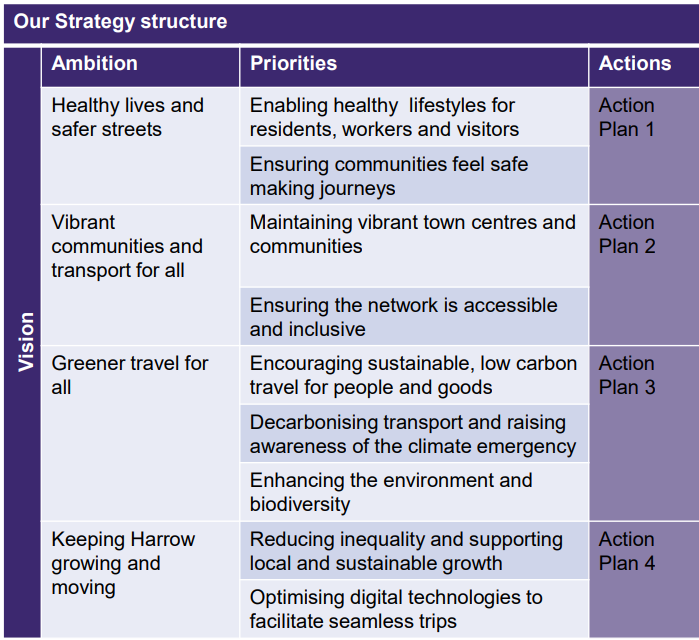 Our Strategy structure
Vision
Ambition
Priorities
Actions
Healthy lives and
safer streets
Enabling healthy  lifestyles for
residents, workers and visitors
Ensuring communities feel safe
making journeys
Action
Plan 1
Vibrant
communities and
transport for all
Maintaining vibrant town centres and
communities
Ensuring the network is accessible
and inclusive
Action
Plan 2
Greener travel for
all
Encouraging sustainable, low carbon
travel for people and goods
Decarbonising transport and raising
awareness of the climate emergency
Enhancing the environment and
biodiversity
Action
Plan 3
Keeping Harrow
growing and
moving
Reducing inequality and supporting
local and sustainable growth
Optimising digital technologies to
facilitate seamless trips
Action
Plan 4